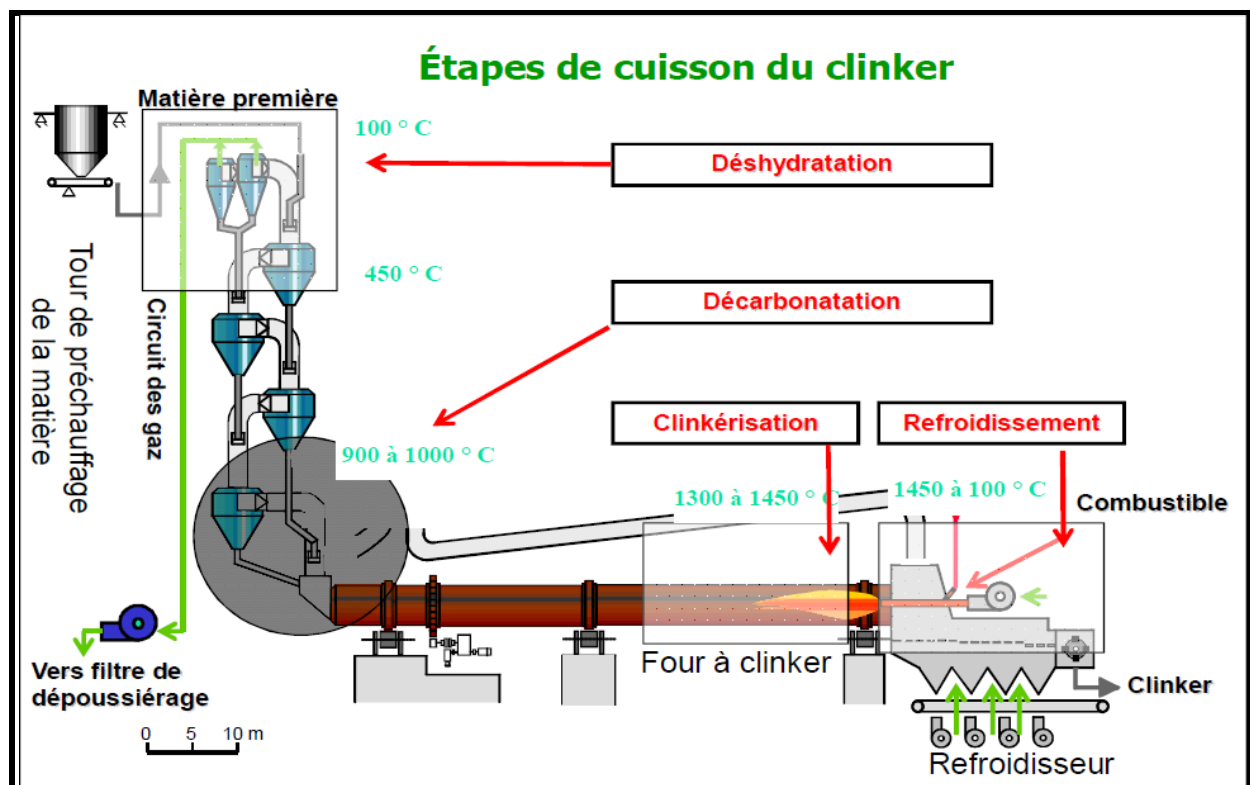 Étapes de cuisson du clinker
Matière première
100 ° C
Déshydratation
450 ° C
Décarbonatation
Tour de préchauffage
de la matière
Circuit des gaz
Clinkérisation
Refroidissement
900 à 1000 ° C
1300 à 1450 ° C
1450 à 100 ° C
Combustible
Four à clinker
Vers filtre de
dépoussiérage
Clinker
0 5 10 m
Refroidisseur